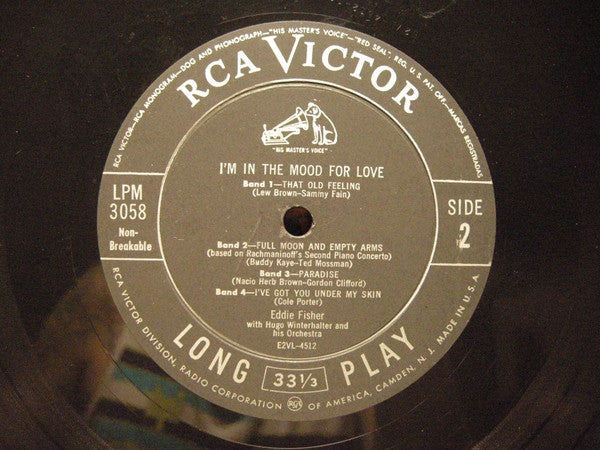 RCA VICTOR—RCA MONOGRAM—DOG AND PHONOGRAPH—"HIS MASTER'S VOICE"—"RED SEAL", REG. U.S. PAT. OFF.—MARCAS REGISTRADAS
RCA VICTOR
"HIS MASTER'S VOICE"
I'M IN THE MOOD FOR LOVE
Band 1—THAT OLD FEELING
(Lew Brown–Sammy Fain)
LPM
3058
Non-
Breakable
SIDE
2
Band 2—FULL MOON AND EMPTY ARMS
(based on Rachmaninoff's Second Piano Concerto)
(Buddy Kaye–Ted Mossman)
Band 3—PARADISE
(Nacio Herb Brown–Gordon Clifford)
Band 4—I'VE GOT YOU UNDER MY SKIN
(Cole Porter)
Eddie Fisher
with Hugo Winterhalter and
his Orchestra
E2VL-4512
LONG 33⅓ PLAY
RCA VICTOR DIVISION, RADIO CORPORATION RCA OF AMERICA, CAMDEN, N. J. MADE IN U.S.A.